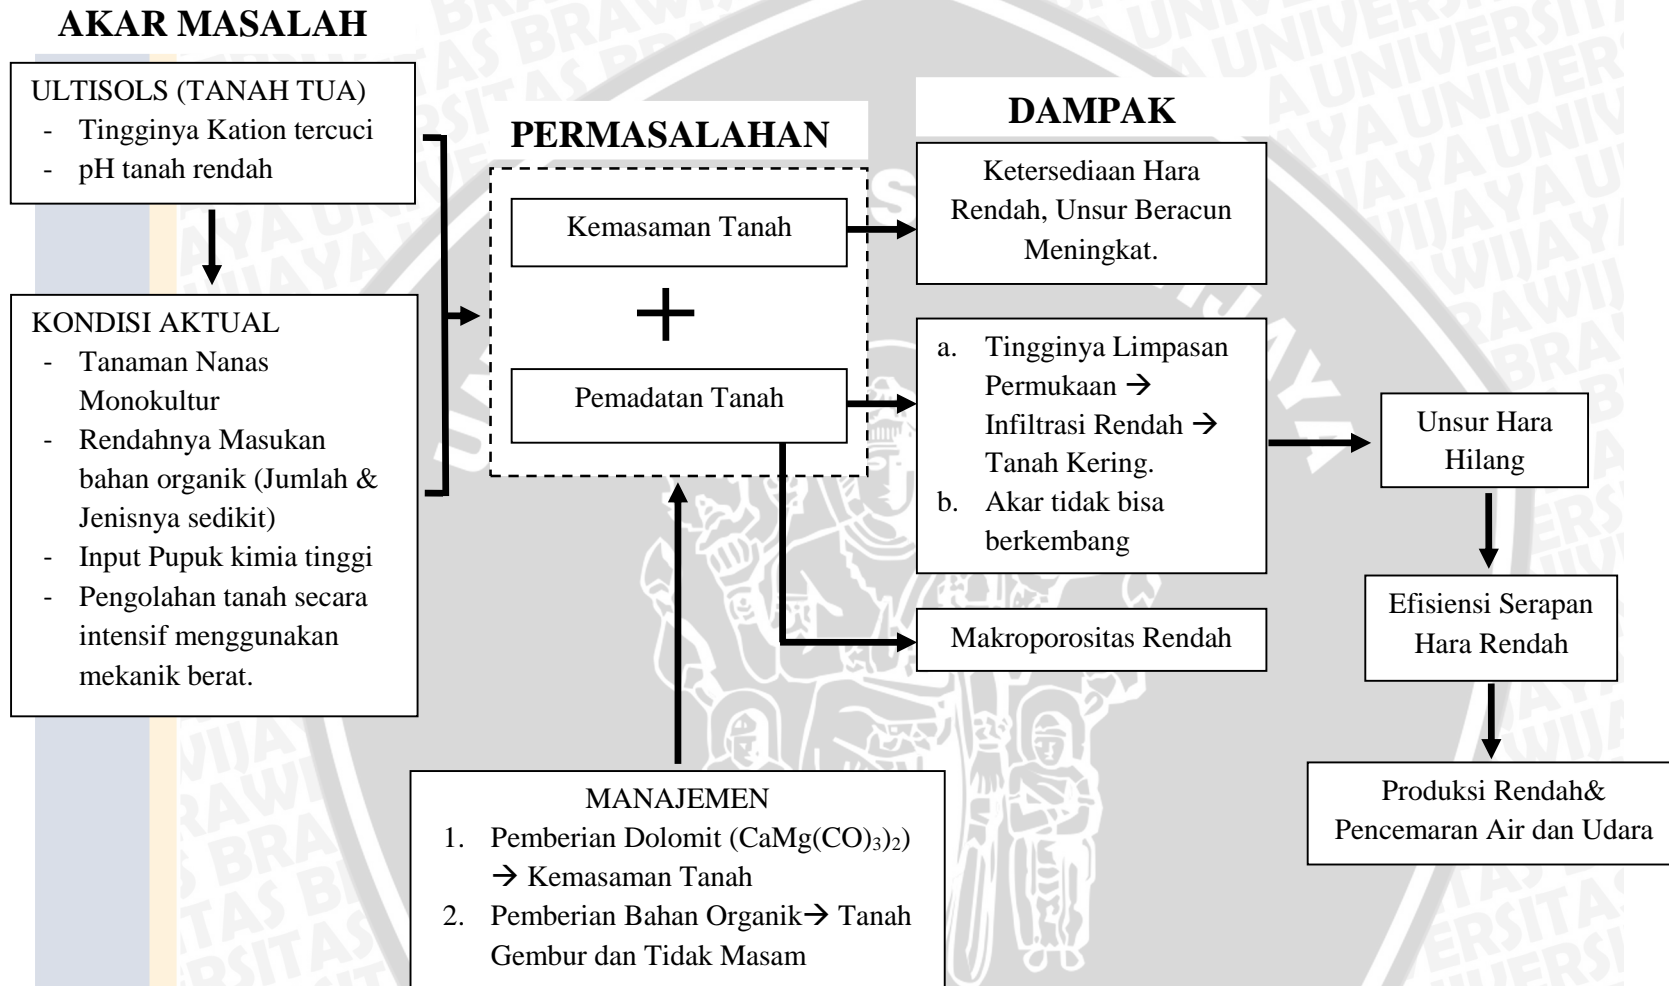 AKAR MASALAH
ULTISOLS (TANAH TUA)
- Tingginya Kation tercuci
- pH tanah rendah
KONDISI AKTUAL
- Tanaman Nanas
Monokultur
- Rendahnya Masukan
bahan organik (Jumlah &
Jenisnya sedikit)
- Input Pupuk kimia tinggi
- Pengolahan tanah secara
intensif menggunakan
mekanik berat.
PERMASALAHAN
Kemasaman Tanah
+
Pemadatan Tanah
DAMPAK
Ketersediaan Hara
Rendah, Unsur Beracun
Meningkat.
a. Tingginya Limpasan
Permukaan →
Infiltrasi Rendah →
Tanah Kering.
b. Akar tidak bisa
berkembang
Makroporositas Rendah
Unsur Hara
Hilang
Efisiensi Serapan
Hara Rendah
Produksi Rendah&
Pencemaran Air dan Udara
MANAJEMEN
1. Pemberian Dolomit (CaMg(CO)₃)₂)
→ Kemasaman Tanah
2. Pemberian Bahan Organik→ Tanah
Gembur dan Tidak Masam